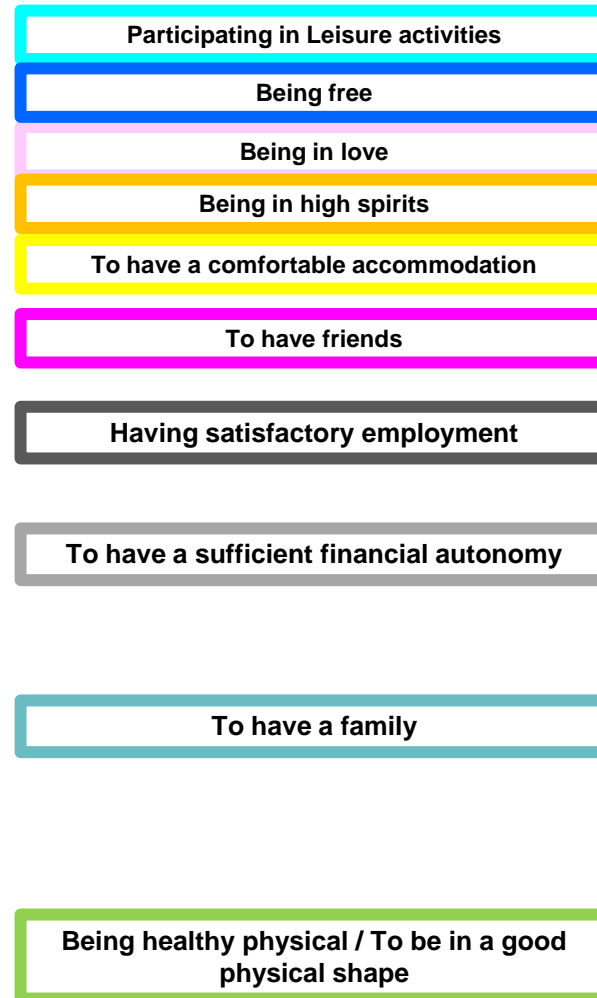 Participating in Leisure activities
Being free
Being in love
Being in high spirits
To have a comfortable accommodation
To have friends
Having satisfactory employment
To have a sufficient financial autonomy
To have a family
Being healthy physical / To be in a good
physical shape